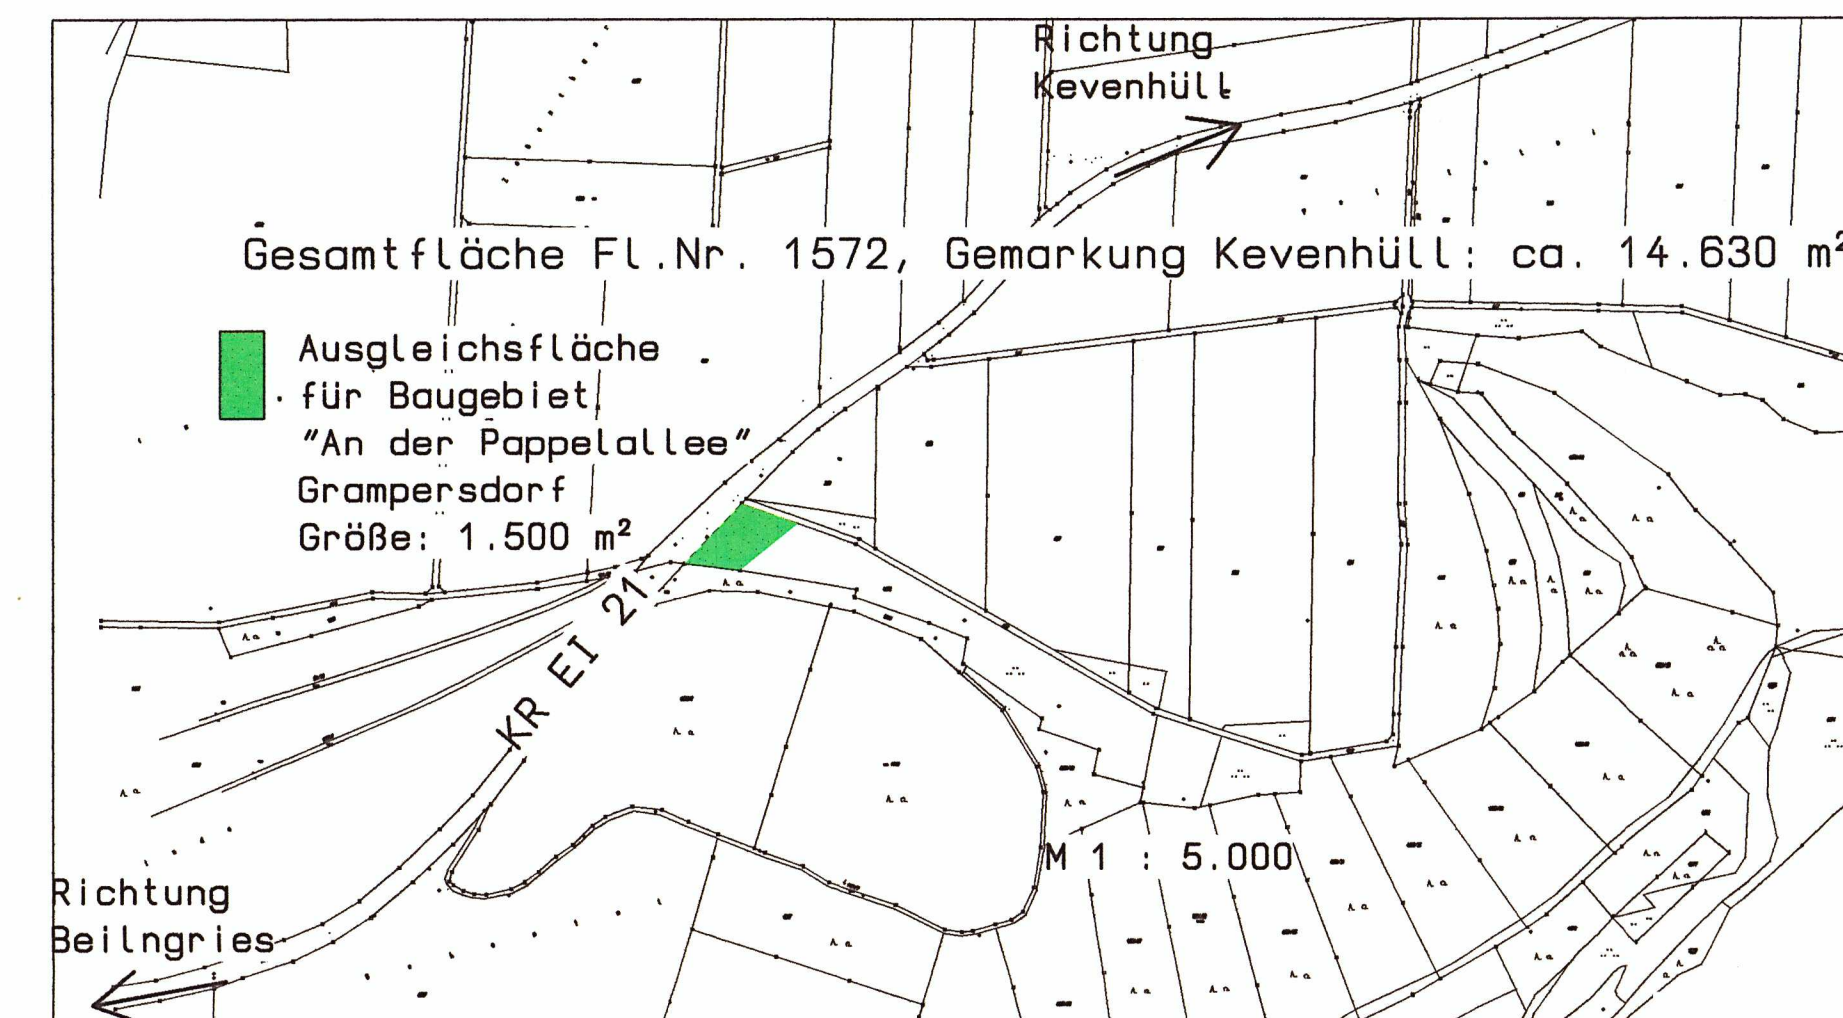 Richtung
Kevenhüll
Gesamtfläche Fl.Nr. 1572, Gemarkung Kevenhüll: ca. 14.630 m²
Ausgleichsfläche
für Baugebiet
"An der Pappelallee"
Grampersdorf
Größe: 1.500 m²
KR EI 21
M 1 : 5.000
Richtung
Beilngries